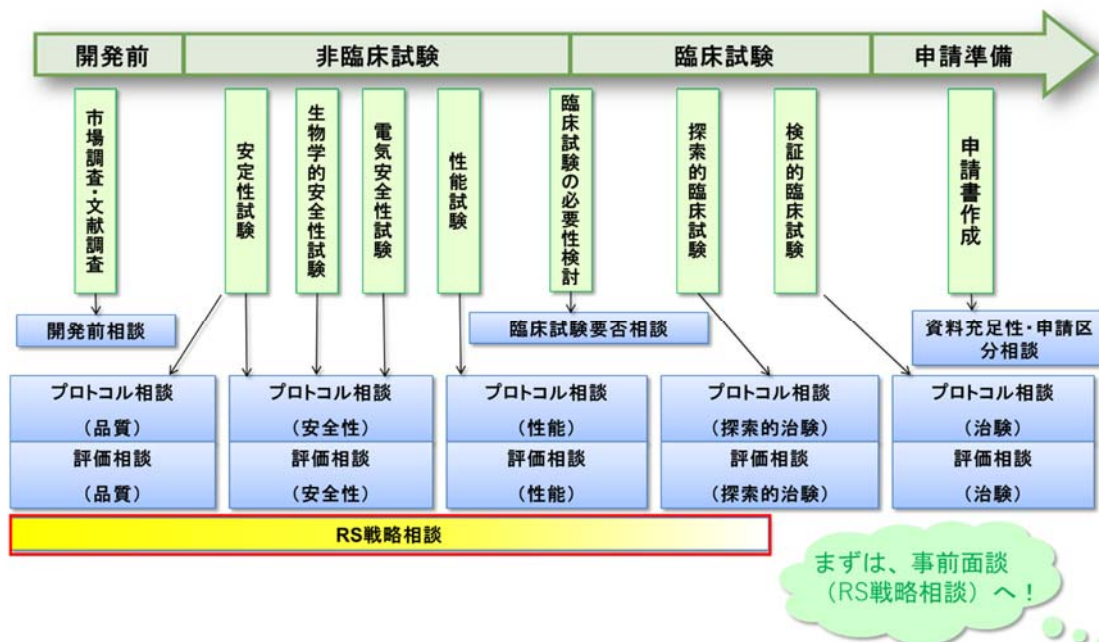 開発前
非臨床試験
臨床試験
申請準備
市場調査・文献調査
安定性試験
生物学的安全性試験
電気安全性試験
性能試験
臨床試験の必要性検討
探索的臨床試験
検証的臨床試験
申請書作成
開発前相談
臨床試験要否相談
資料充足性・申請区
分相談
プロトコル相談
（品質）
評価相談
（品質）
プロトコル相談
（安全性）
評価相談
（安全性）
プロトコル相談
（性能）
評価相談
（性能）
プロトコル相談
（探索的治験）
評価相談
（探索的治験）
プロトコル相談
（治験）
評価相談
（治験）
RS戦略相談
まずは、事前面談
（RS戦略相談）へ！